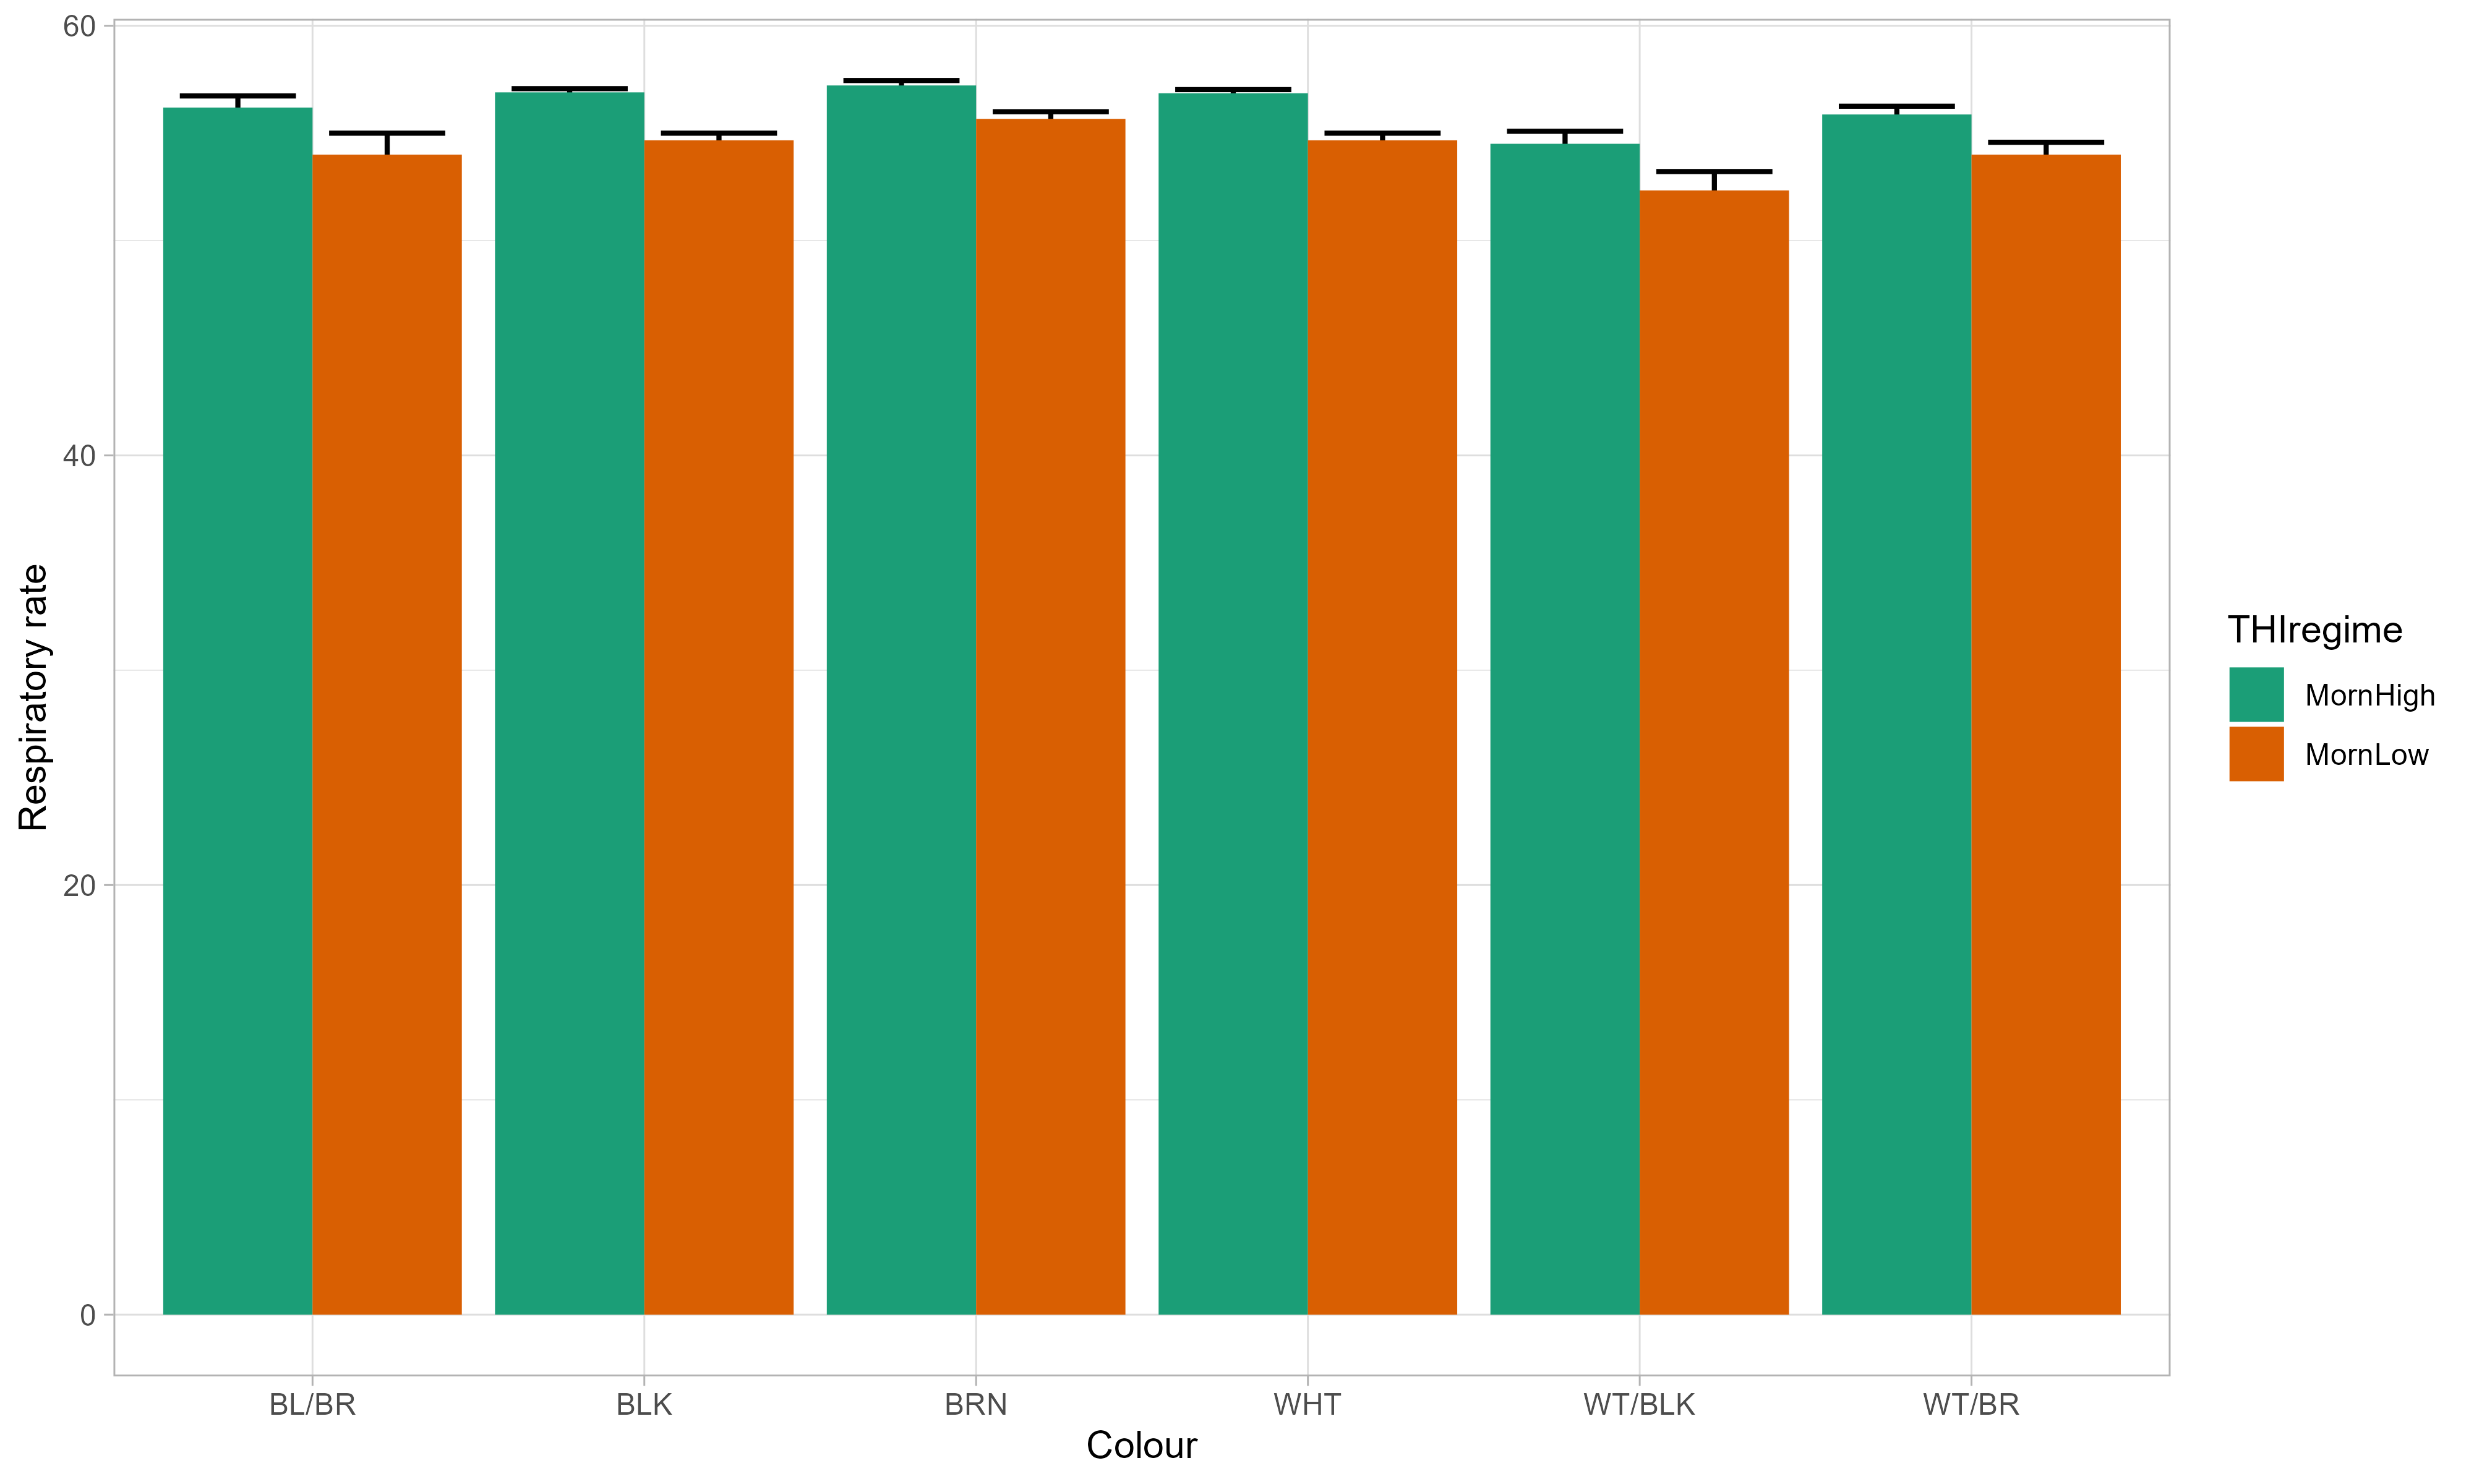 60
40
20
0
Respiratory rate
BL/BR
BLK
BRN
WHT
WT/BLK
WT/BR
Colour
THIregime
MornHigh
MornLow